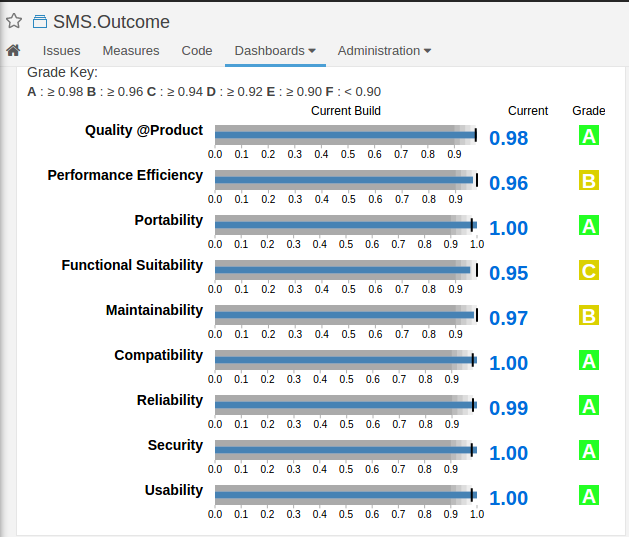 SMS.Outcome
Issues Measures Code Dashboards Administration
Grade Key:
A : ≥ 0.98 B : ≥ 0.96 C : ≥ 0.94 D : ≥ 0.92 E : ≥ 0.90 F : < 0.90
Current Build Current Grade
Quality @Product 0.98 A
0.0 0.1 0.2 0.3 0.4 0.5 0.6 0.7 0.8 0.9
Performance Efficiency 0.96 B
0.0 0.1 0.2 0.3 0.4 0.5 0.6 0.7 0.8 0.9
Portability 1.00 A
0.0 0.1 0.2 0.3 0.4 0.5 0.6 0.7 0.8 0.9 1.0
Functional Suitability 0.95 C
0.0 0.1 0.2 0.3 0.4 0.5 0.6 0.7 0.8 0.9
Maintainability 0.97 B
0.0 0.1 0.2 0.3 0.4 0.5 0.6 0.7 0.8 0.9
Compatibility 1.00 A
0.0 0.1 0.2 0.3 0.4 0.5 0.6 0.7 0.8 0.9
Reliability 0.99 A
0.0 0.1 0.2 0.3 0.4 0.5 0.6 0.7 0.8 0.9
Security 1.00 A
0.0 0.1 0.2 0.3 0.4 0.5 0.6 0.7 0.8 0.9
Usability 1.00 A
0.0 0.1 0.2 0.3 0.4 0.5 0.6 0.7 0.8 0.9 1.0